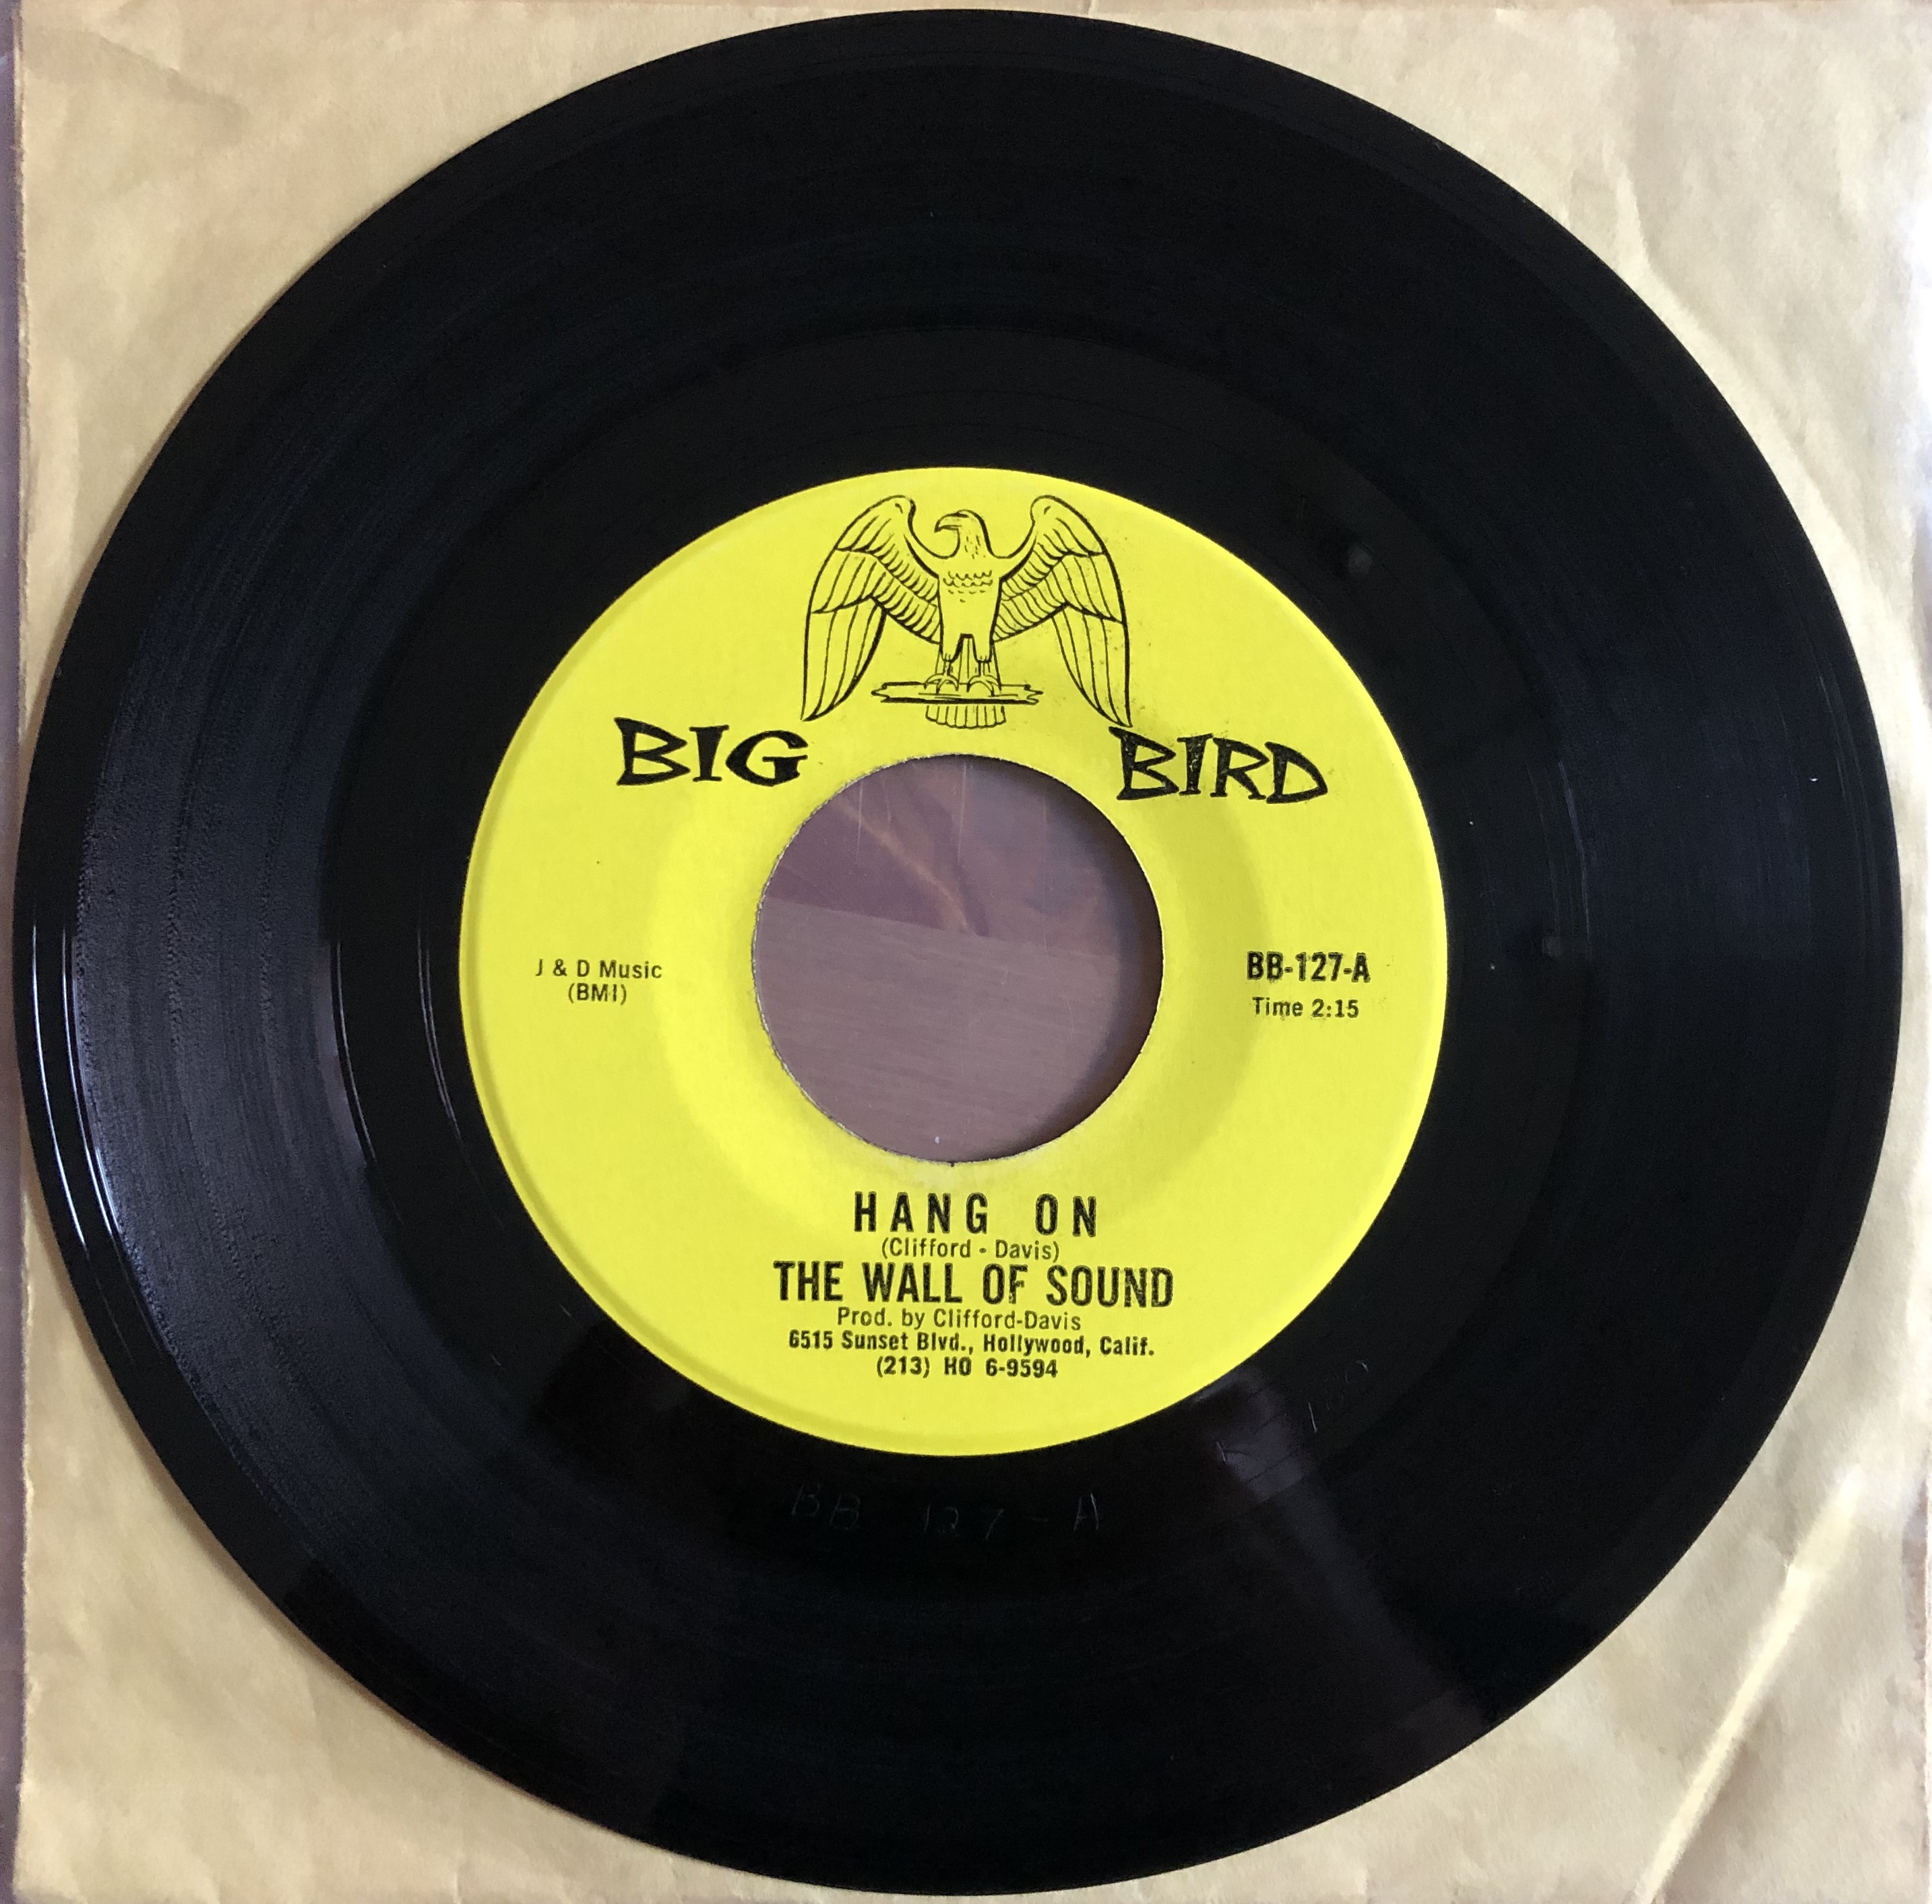 BIG BIRD
J & D Music
(BMI)
BB-127-A
Time 2:15
HANG ON
(Clifford - Davis)
THE WALL OF SOUND
Prod. by Clifford-Davis
6515 Sunset Blvd., Hollywood, Calif.
(213) HO 6-9594
BB 127-A